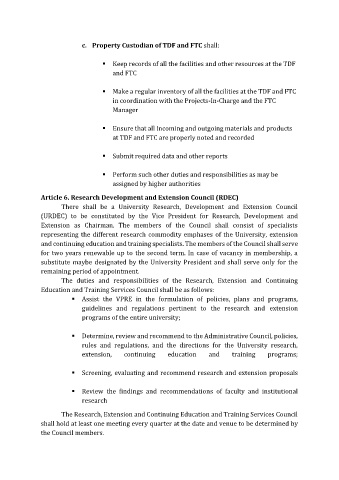 c. Property Custodian of TDF and FTC shall:
▪ Keep records of all the facilities and other resources at the TDF
and FTC
▪ Make a regular inventory of all the facilities at the TDF and FTC
in coordination with the Projects-In-Charge and the FTC
Manager
▪ Ensure that all incoming and outgoing materials and products
at TDF and FTC are properly noted and recorded
▪ Submit required data and other reports
▪ Perform such other duties and responsibilities as may be
assigned by higher authorities
Article 6. Research Development and Extension Council (RDEC)
There shall be a University Research, Development and Extension Council
(URDEC) to be constituted by the Vice President for Research, Development and
Extension as Chairman. The members of the Council shall consist of specialists
representing the different research commodity emphases of the University, extension
and continuing education and training specialists. The members of the Council shall serve
for two years renewable up to the second term. In case of vacancy in membership, a
substitute maybe designated by the University President and shall serve only for the
remaining period of appointment.
The duties and responsibilities of the Research, Extension and Continuing
Education and Training Services Council shall be as follows:
▪ Assist the VPRE in the formulation of policies, plans and programs,
guidelines and regulations pertinent to the research and extension
programs of the entire university;
▪ Determine, review and recommend to the Administrative Council, policies,
rules and regulations, and the directions for the University research,
extension, continuing education and training programs;
▪ Screening, evaluating and recommend research and extension proposals
▪ Review the findings and recommendations of faculty and institutional
research
The Research, Extension and Continuing Education and Training Services Council
shall hold at least one meeting every quarter at the date and venue to be determined by
the Council members.